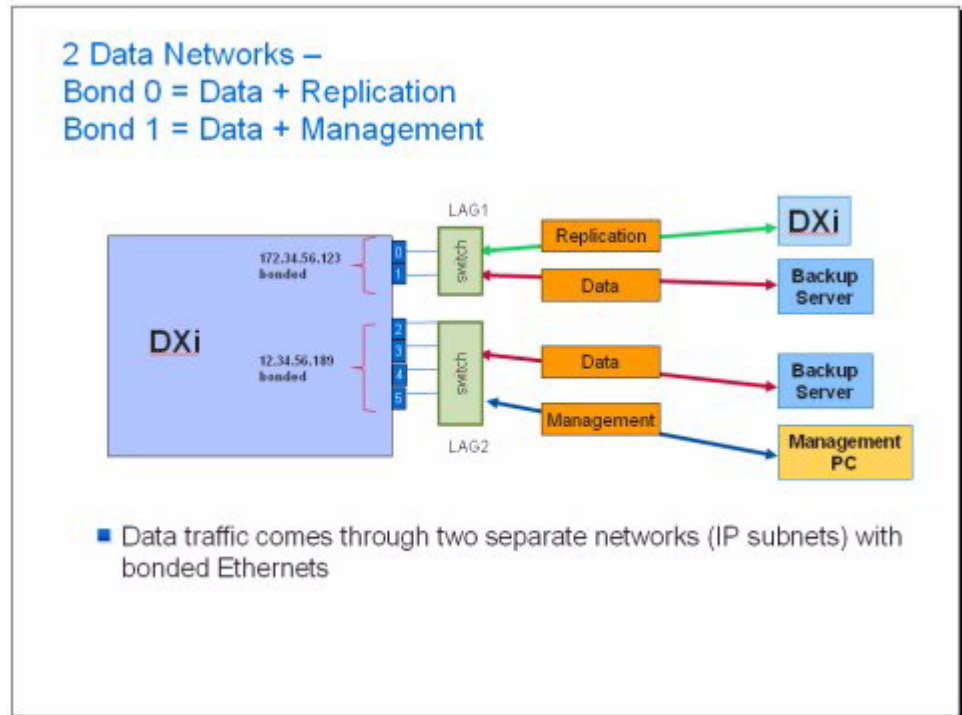 2 Data Networks –
Bond 0 = Data + Replication
Bond 1 = Data + Management
LAG1
DXi
172.34.56.123
bonded
0
1
switch
Replication
DXi
Data
Backup
Server
12.34.56.189
bonded
2
3
4
5
switch
Data
Backup
Server
Management
Management
PC
LAG2
Data traffic comes through two separate networks (IP subnets) with
bonded Ethernets